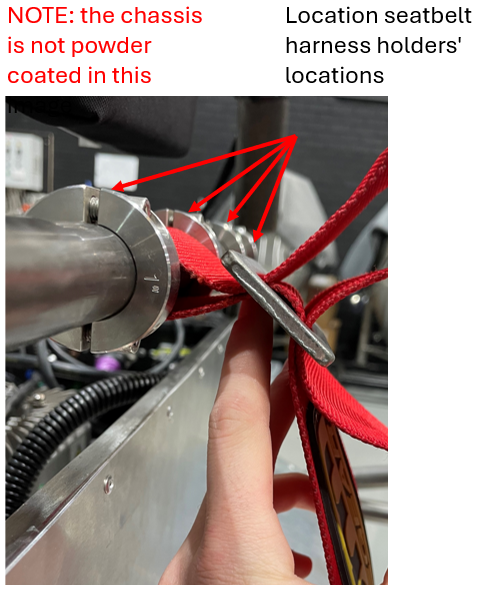 NOTE: the chassis
is not powder
coated in this
Location seatbelt
harness holders'
locations